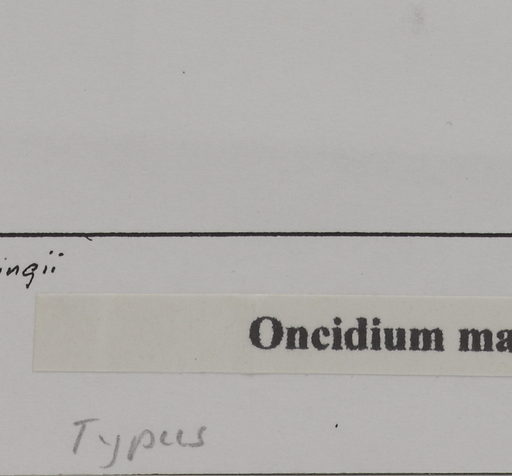 ingii
Oncidium ma
Typus